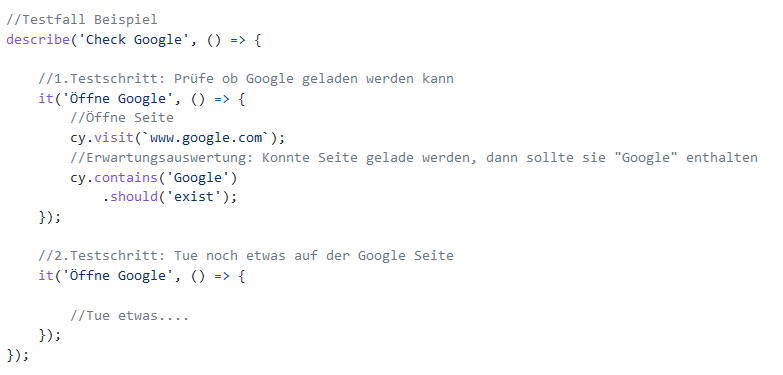 //Testfall Beispiel
describe('Check Google', () => {
//1.Testschritt: Prüfe ob Google geladen werden kann
it('Öffne Google', () => {
//Öffne Seite
cy.visit(`www.google.com`);
//Erwartungsauswertung: Konnte Seite gelade werden, dann sollte sie "Google" enthalten
cy.contains('Google')
.should('exist');
});
//2.Testschritt: Tue noch etwas auf der Google Seite
it('Öffne Google', () => {
//Tue etwas....
});
});